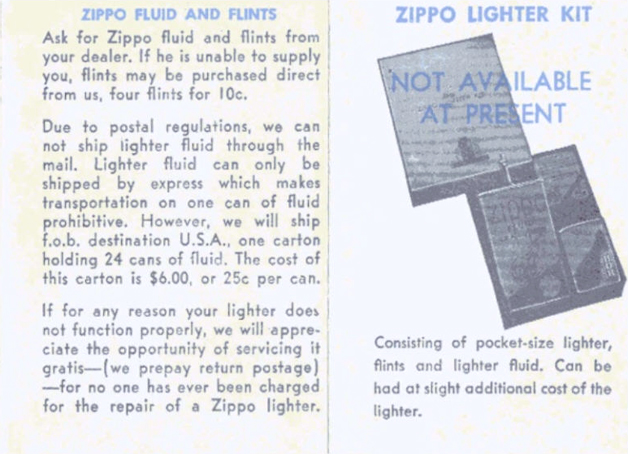 ZIPPO FLUID AND FLINTS
Ask for Zippo fluid and flints from
your dealer. If he is unable to supply
you, flints may be purchased direct
from us, four flints for 10c.
Due to postal regulations, we can
not ship lighter fluid through the
mail. Lighter fluid can only be
shipped by express which makes
transportation on one can of fluid
prohibitive. However, we will ship
f.o.b. destination U.S.A., one carton
holding 24 cans of fluid. The cost of
this carton is $6.00, or 25c per can.
If for any reason your lighter does
not function properly, we will appre-
ciate the opportunity of servicing it
gratis—(we prepay return postage)
—for no one has ever been charged
for the repair of a Zippo lighter.
ZIPPO LIGHTER KIT
NOT AVAILABLE
AT PRESENT
ZIPPO
Consisting of pocket-size lighter,
flints and lighter fluid. Can be
had at slight additional cost of the
lighter.